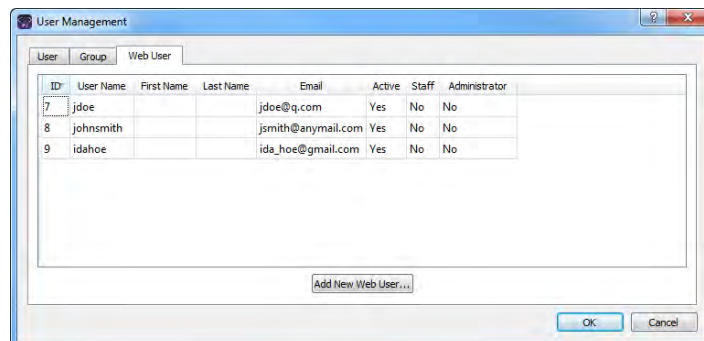 User Management
?
X
User Group Web User
ID User Name First Name Last Name Email Active Staff Administrator
7 jdoe jdoe@q.com Yes No No
8 johnsmith jsmith@anymail.com Yes No No
9 idahoe ida_hoe@gmail.com Yes No No
Add New Web User...
OK Cancel